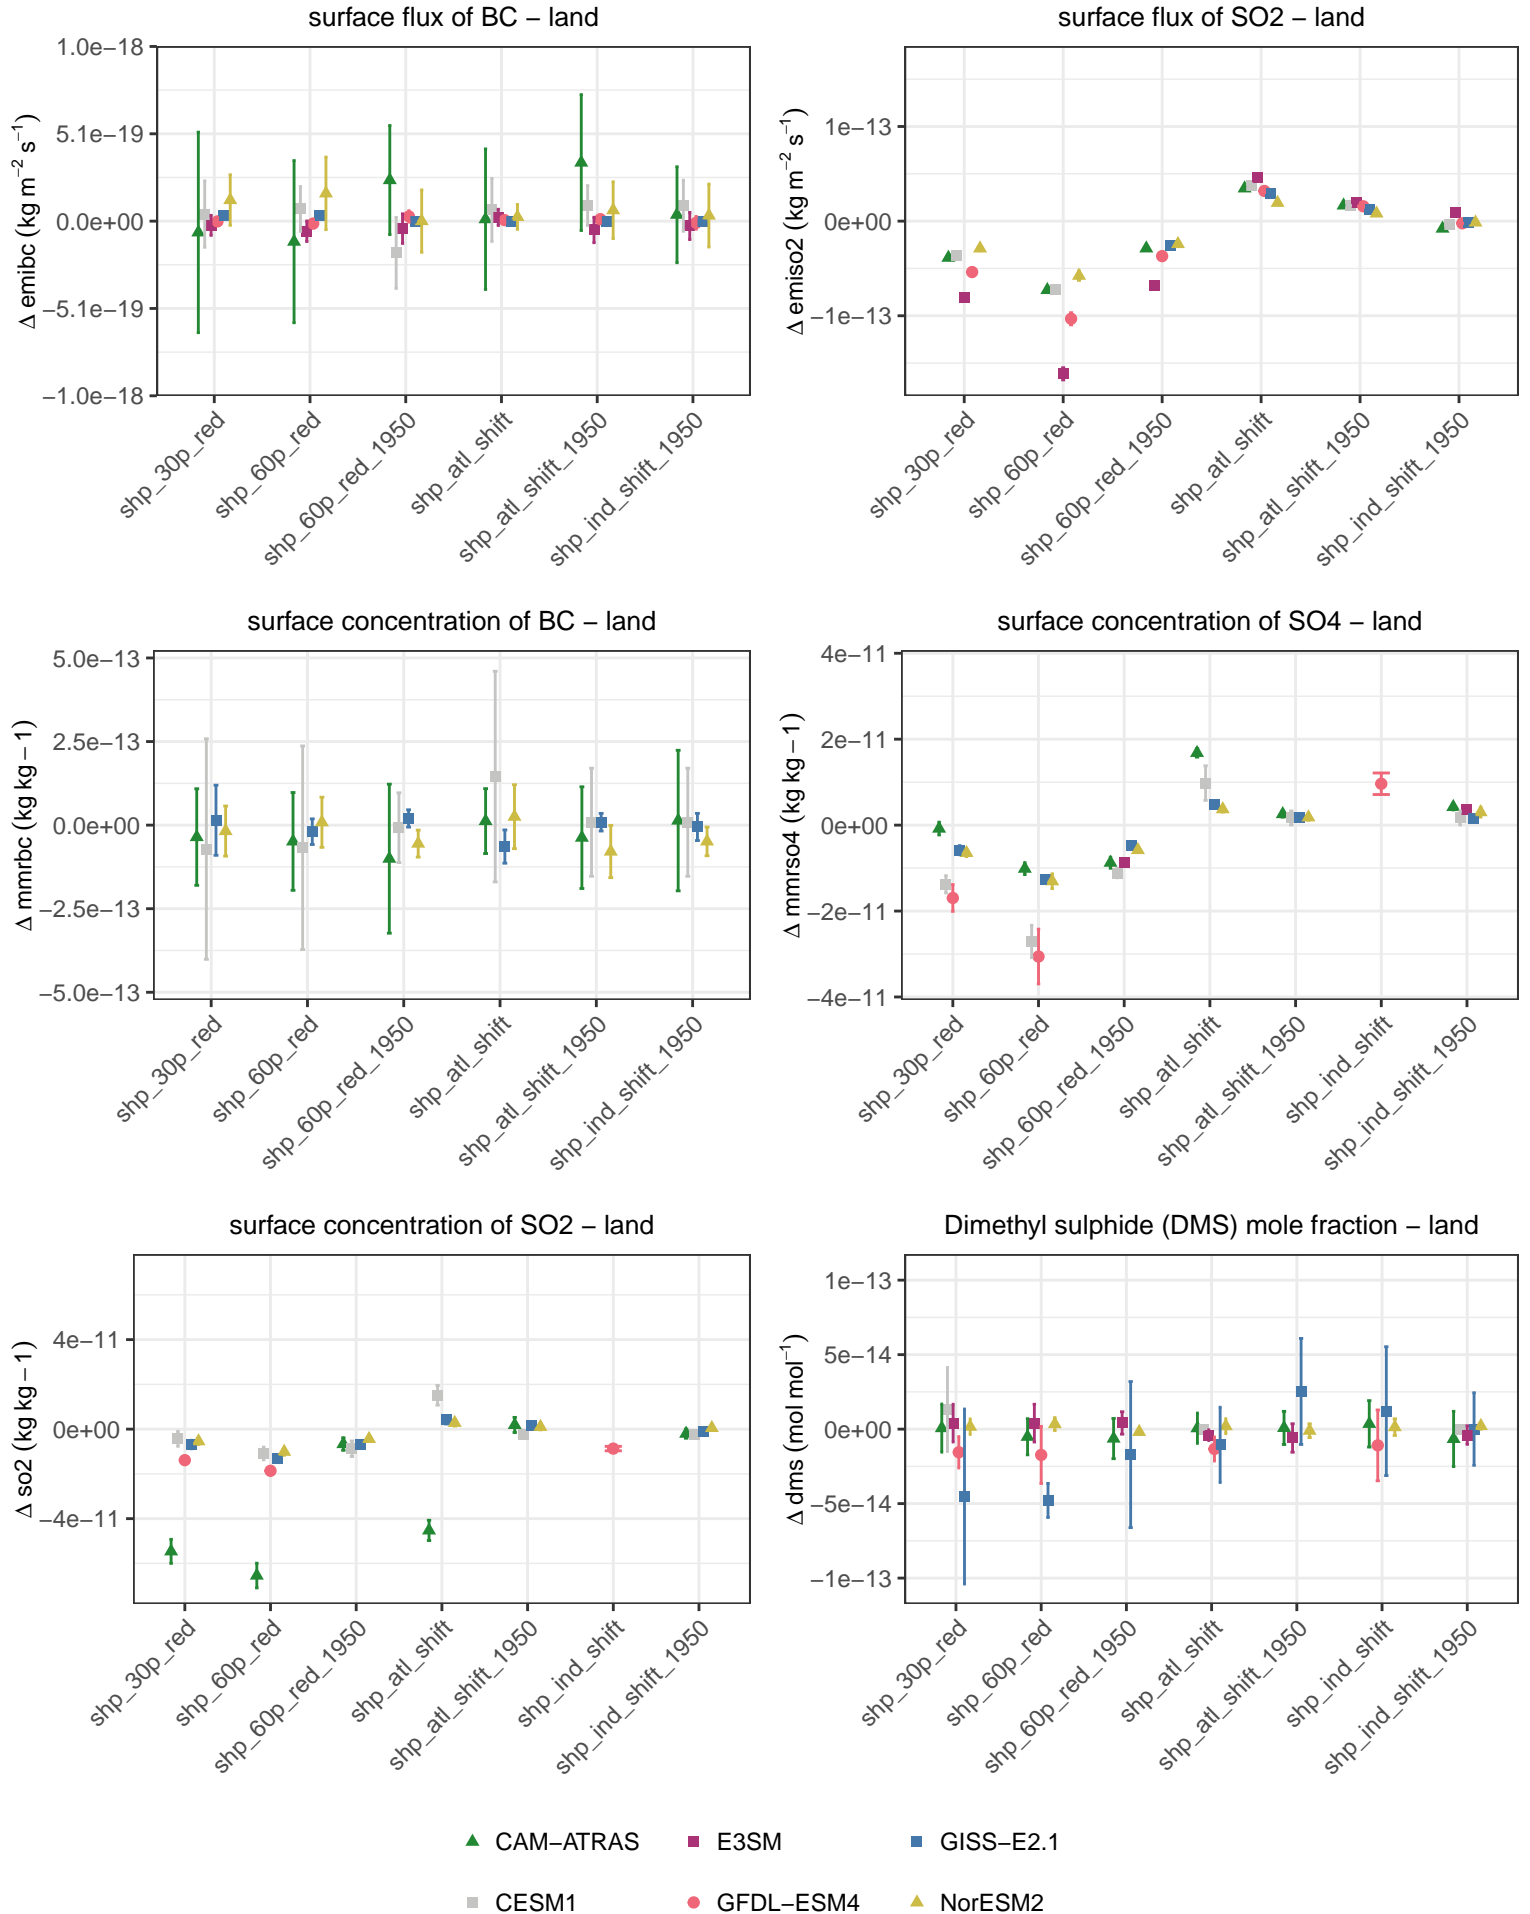 surface flux of BC – land
Δ emibc (kg m−2 s−1)
1.0e−18
5.1e−19
0.0e+00
−5.1e−19
−1.0e−18
shp_30p_red
shp_60p_red
shp_60p_red_1950
shp_atl_shift
shp_atl_shift_1950
shp_ind_shift_1950
surface flux of SO2 – land
Δ emiso2 (kg m−2 s−1)
1e−13
0e+00
−1e−13
shp_30p_red
shp_60p_red
shp_60p_red_1950
shp_atl_shift
shp_atl_shift_1950
shp_ind_shift_1950
surface concentration of BC – land
Δ mmrbc (kg kg − 1)
5.0e−13
2.5e−13
0.0e+00
−2.5e−13
−5.0e−13
shp_30p_red
shp_60p_red
shp_60p_red_1950
shp_atl_shift
shp_atl_shift_1950
shp_ind_shift_1950
surface concentration of SO4 – land
Δ mmrso4 (kg kg − 1)
4e−11
2e−11
0e+00
−2e−11
−4e−11
shp_30p_red
shp_60p_red
shp_60p_red_1950
shp_atl_shift
shp_atl_shift_1950
shp_ind_shift
shp_ind_shift_1950
surface concentration of SO2 – land
Δ so2 (kg kg − 1)
4e−11
0e+00
−4e−11
shp_30p_red
shp_60p_red
shp_60p_red_1950
shp_atl_shift
shp_atl_shift_1950
shp_ind_shift
shp_ind_shift_1950
Dimethyl sulphide (DMS) mole fraction – land
Δ dms (mol mol−1)
1e−13
5e−14
0e+00
−5e−14
−1e−13
shp_30p_red
shp_60p_red
shp_60p_red_1950
shp_atl_shift
shp_atl_shift_1950
shp_ind_shift
shp_ind_shift_1950
CAM−ATRAS
E3SM
GISS−E2.1
CESM1
GFDL−ESM4
NorESM2